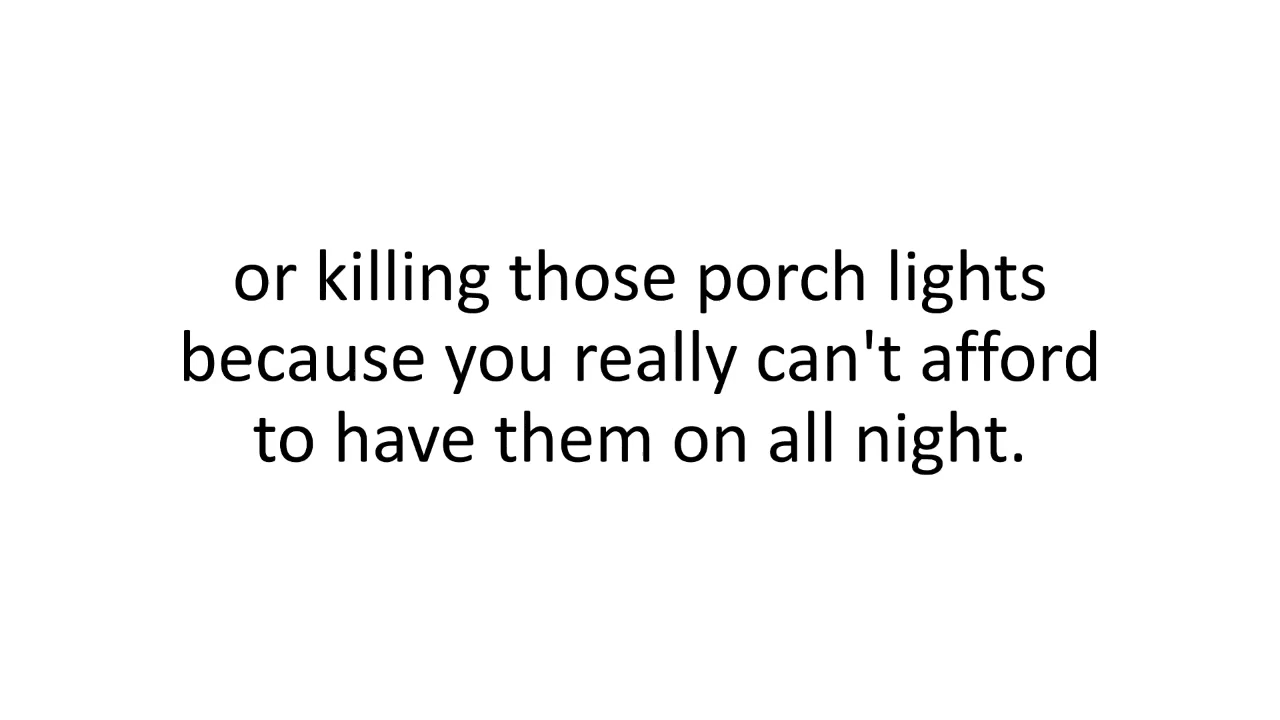 or killing those porch lights
because you really can't afford
to have them on all night.